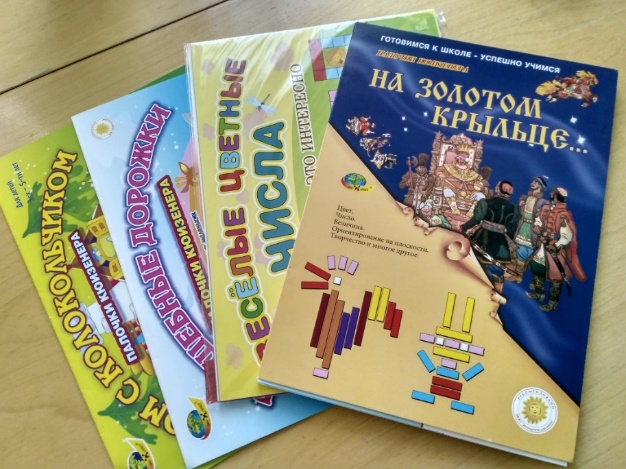 ГОТОВИМСЯ К ШКОЛЕ - УСПЕШНО УЧИМСЯ
ПАЛОЧКИ КЮИЗЕНЕРА
НА ЗОЛОТОМ
КРЫЛЬЦЕ...
Цвет.
Число.
Величина.
Ориентирование на плоскости.
Творчество и многое другое.
ВЕСЁЛЫЕ ЦВЕТНЫЕ
ЧИСЛА
ЭТО ИНТЕРЕСНО
ДОРОЖКИ
ПАЛОЧКИ КЮИЗЕНЕРА
С КОЛОКОЛЬЧИКОМ
ПАЛОЧКИ КЮИЗЕНЕРА